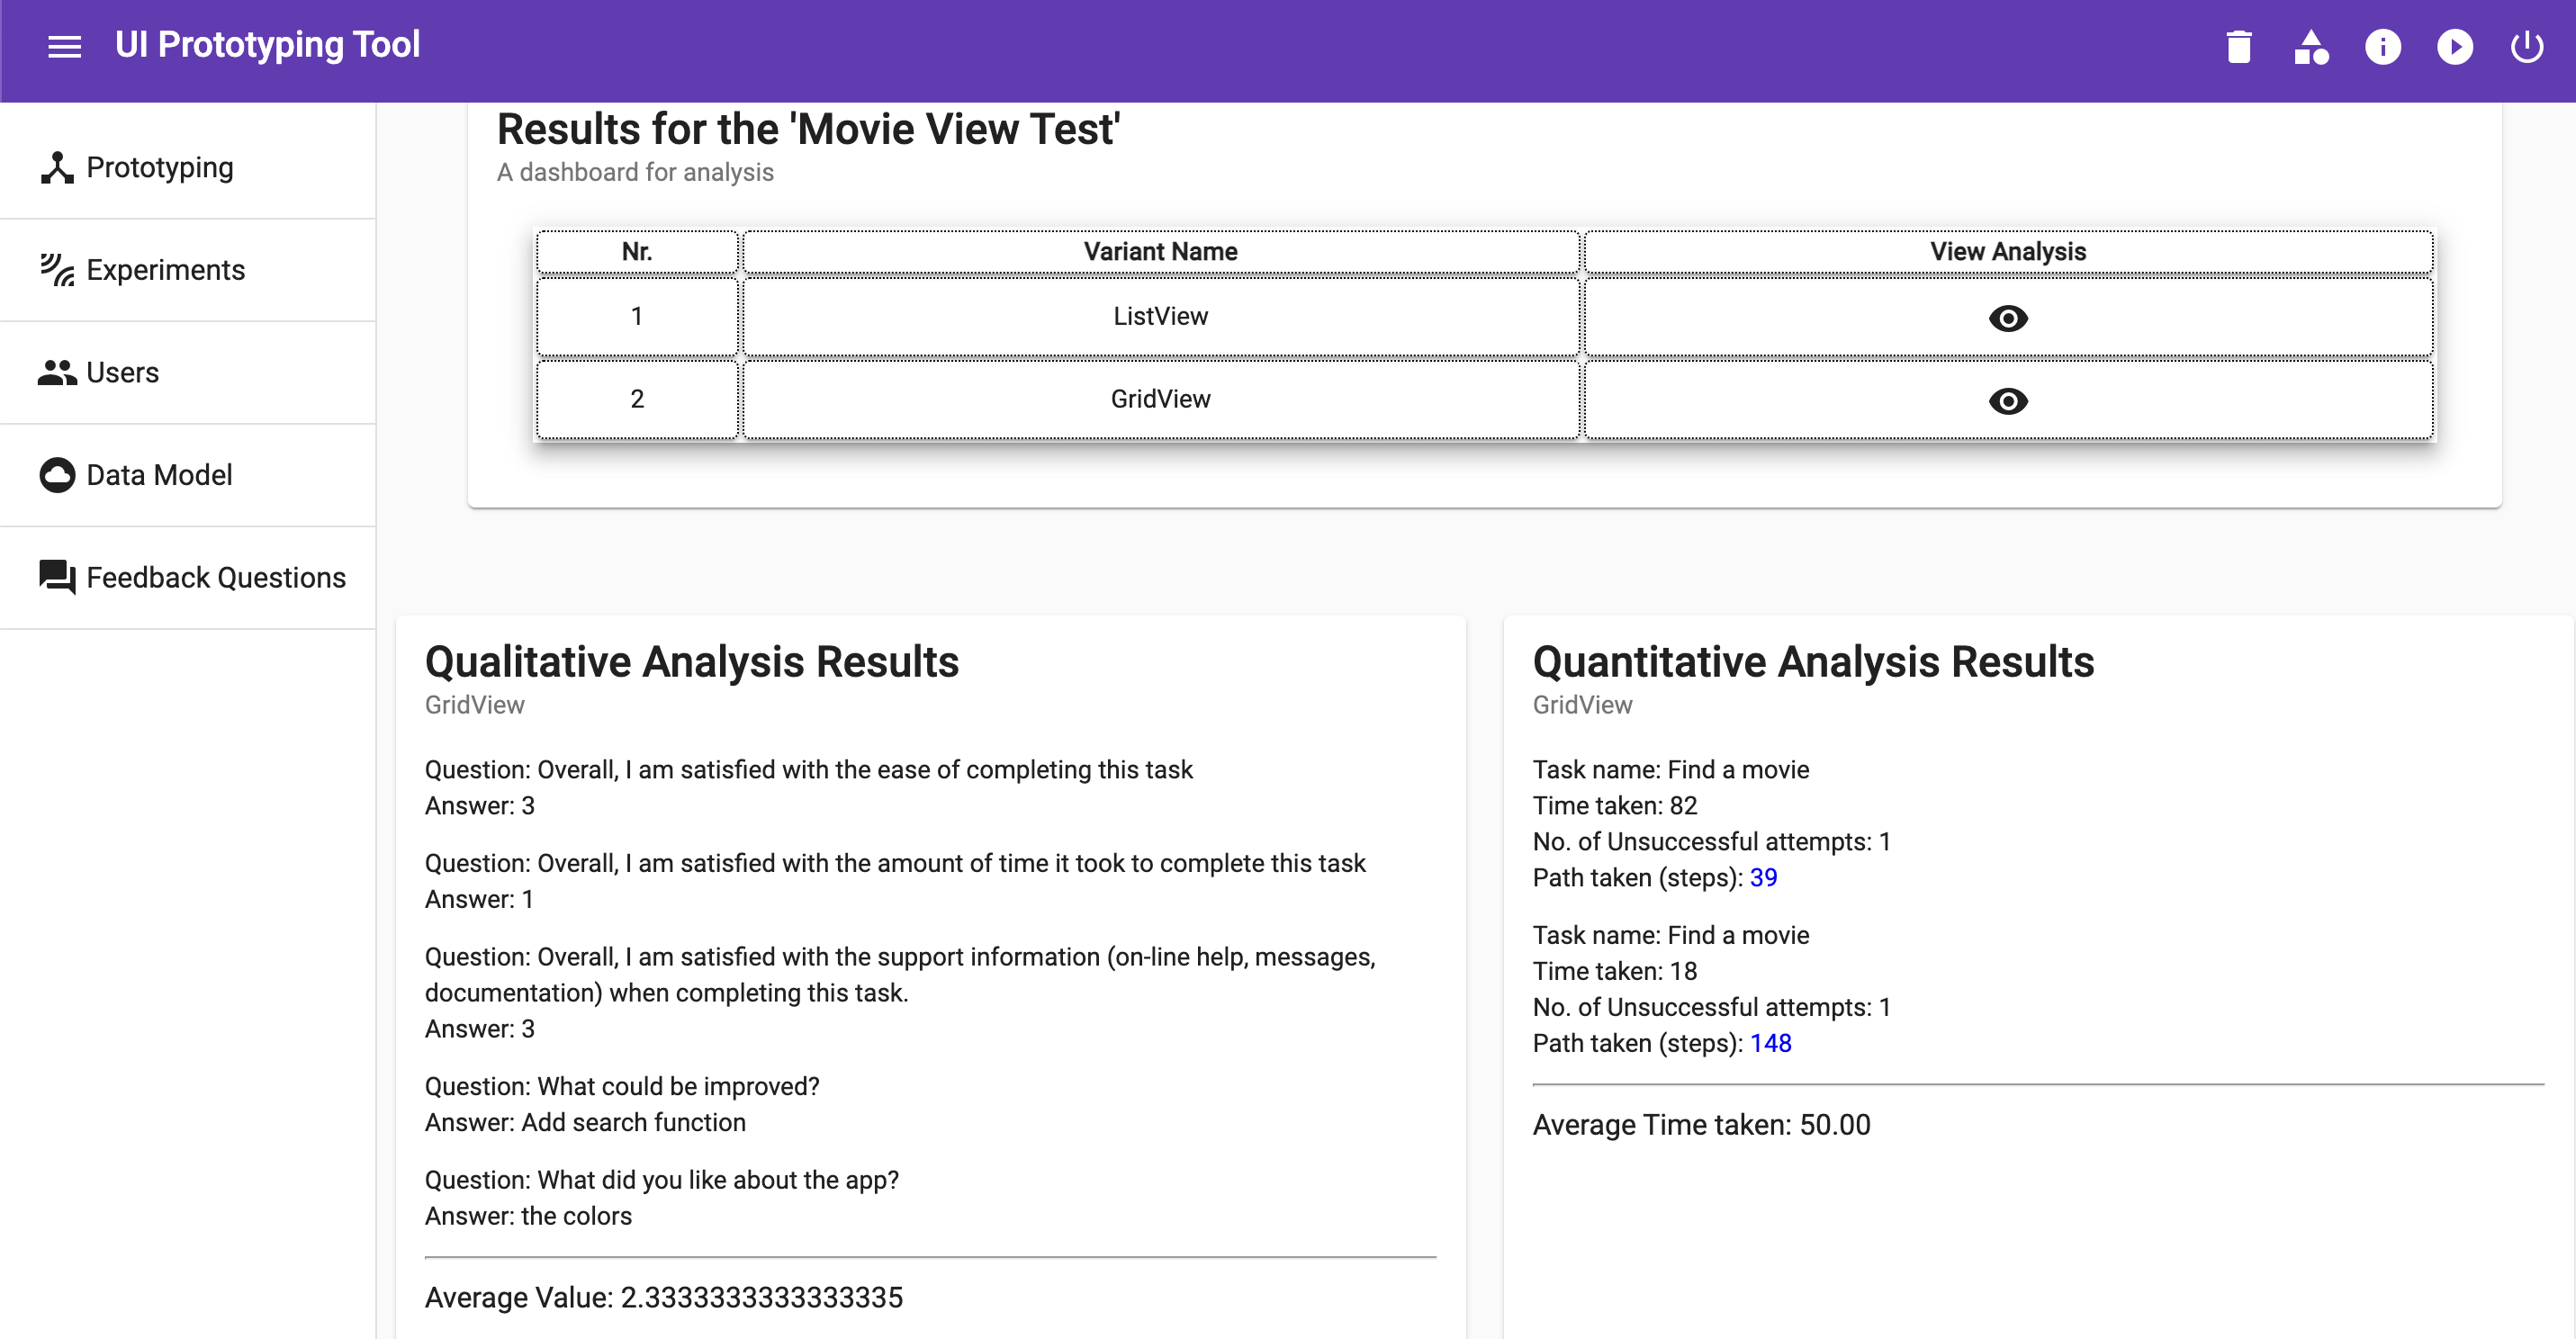 UI Prototyping Tool
Prototyping
Experiments
Users
Data Model
Feedback Questions
Results for the 'Movie View Test'
A dashboard for analysis
Nr. Variant Name View Analysis
1 ListView
2 GridView
Qualitative Analysis Results
GridView
Question: Overall, I am satisfied with the ease of completing this task
Answer: 3
Question: Overall, I am satisfied with the amount of time it took to complete this task
Answer: 1
Question: Overall, I am satisfied with the support information (on-line help, messages,
documentation) when completing this task.
Answer: 3
Question: What could be improved?
Answer: Add search function
Question: What did you like about the app?
Answer: the colors
Average Value: 2.3333333333333335
Quantitative Analysis Results
GridView
Task name: Find a movie
Time taken: 82
No. of Unsuccessful attempts: 1
Path taken (steps): 39
Task name: Find a movie
Time taken: 18
No. of Unsuccessful attempts: 1
Path taken (steps): 148
Average Time taken: 50.00